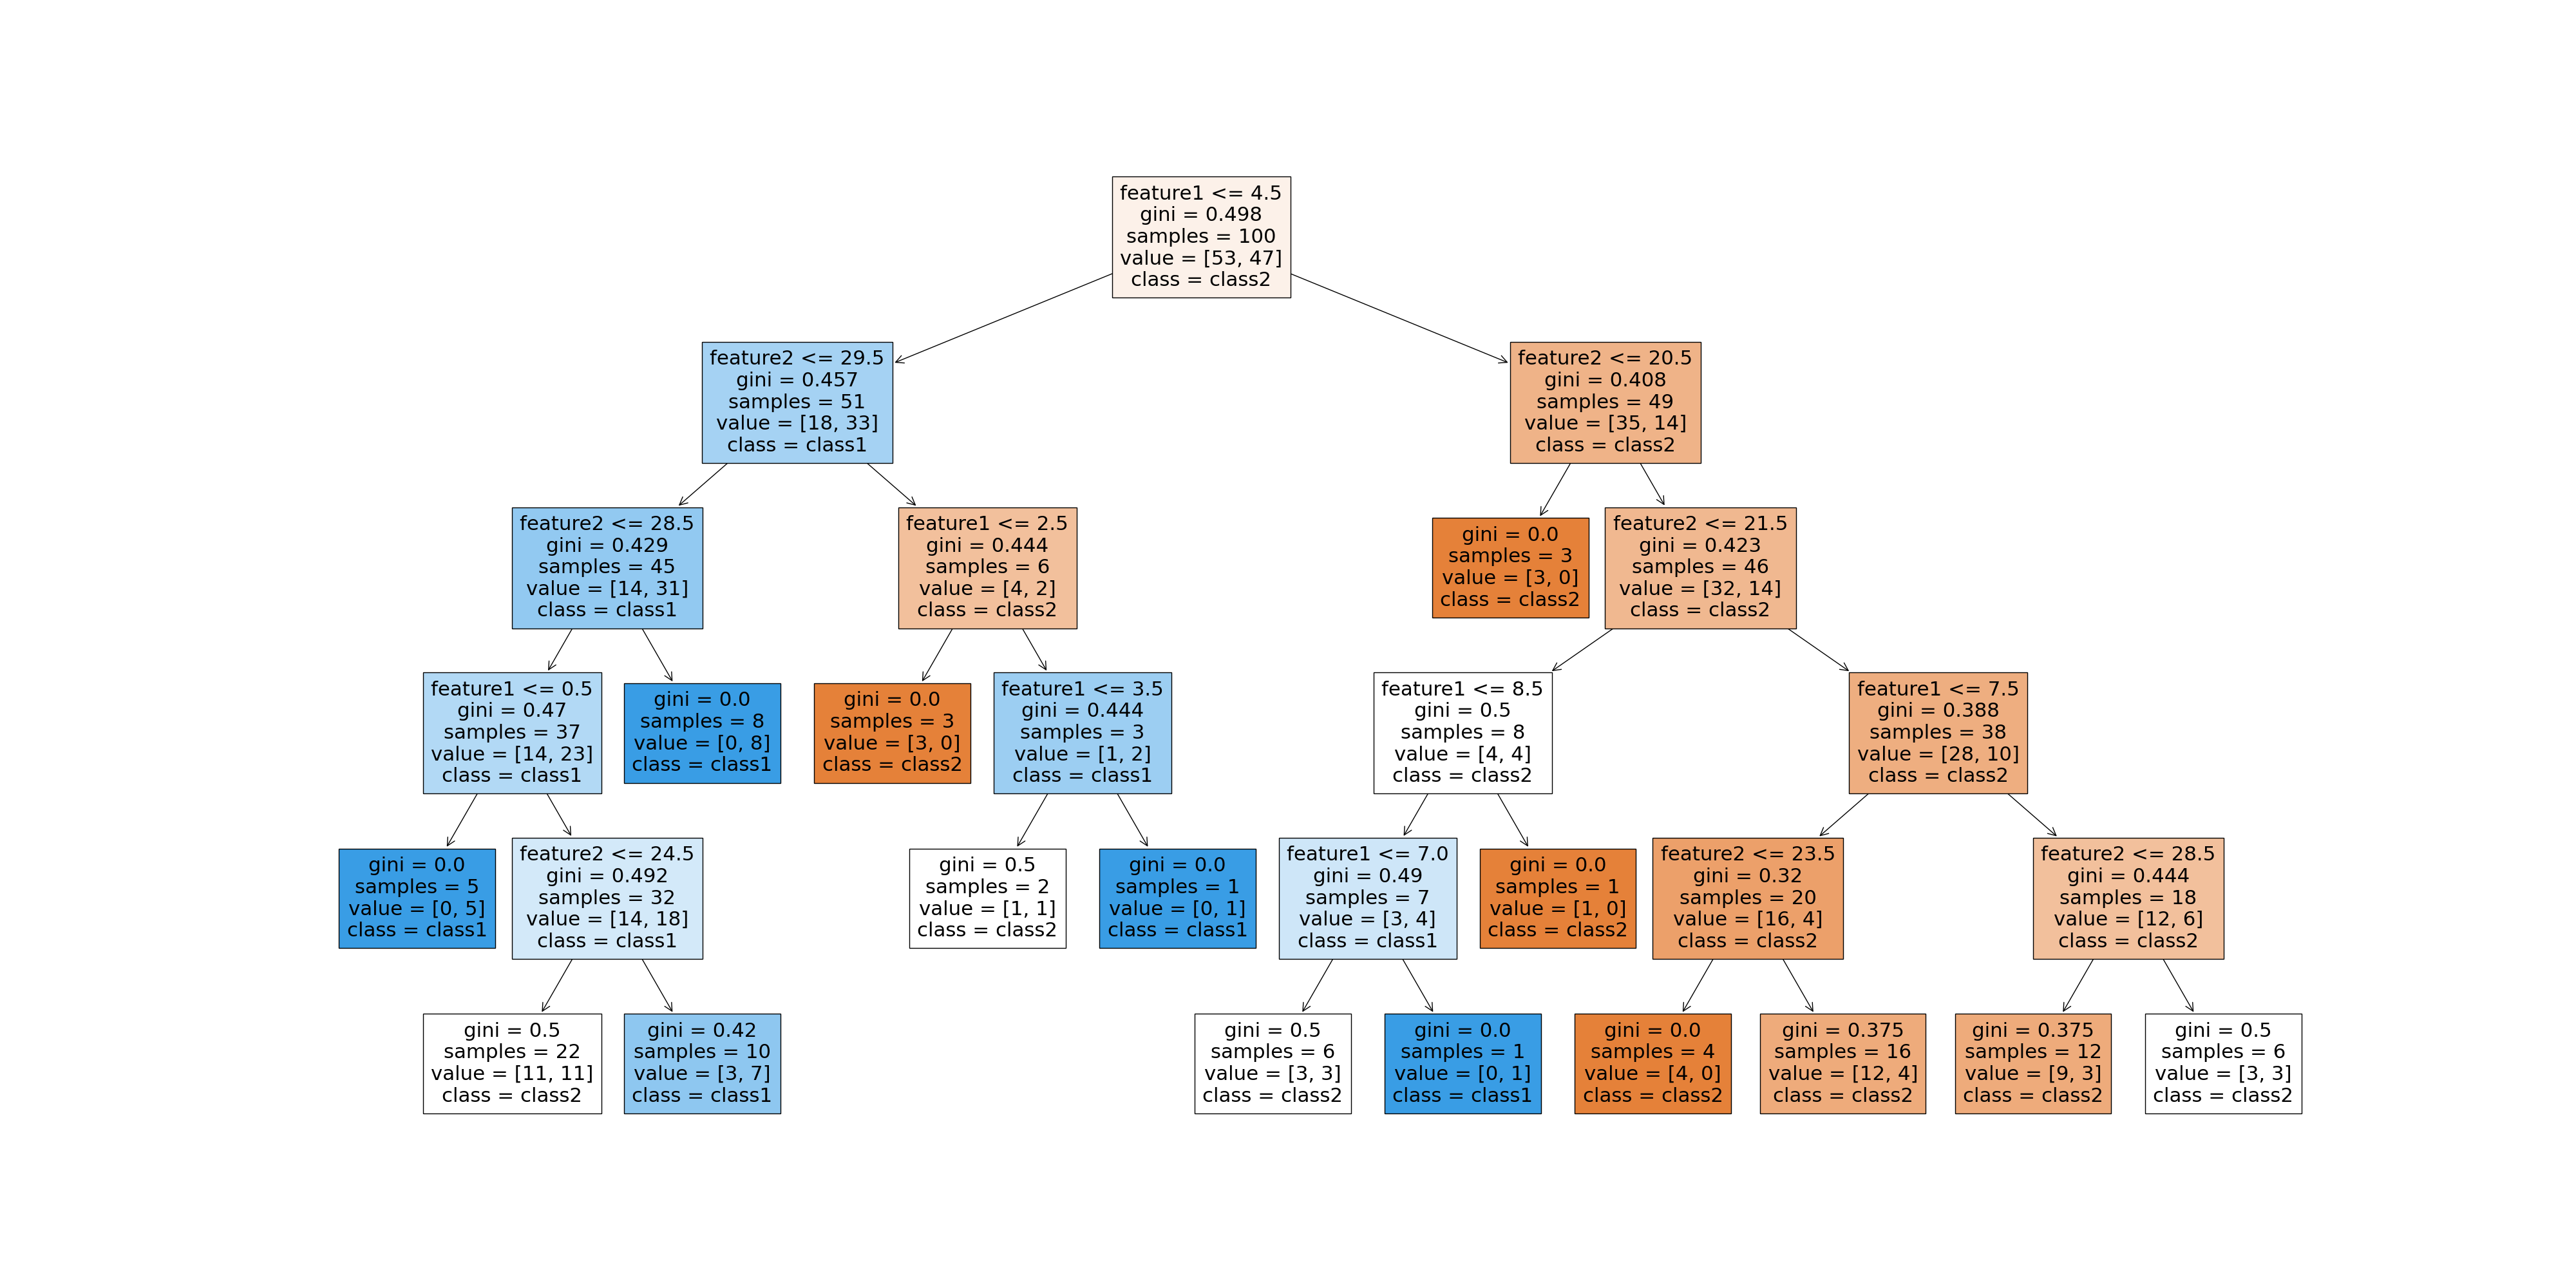 feature1 <= 4.5
gini = 0.498
samples = 100
value = [53, 47]
class = class2
feature2 <= 29.5
gini = 0.457
samples = 51
value = [18, 33]
class = class1
feature2 <= 20.5
gini = 0.408
samples = 49
value = [35, 14]
class = class2
feature2 <= 28.5
gini = 0.429
samples = 45
value = [14, 31]
class = class1
feature1 <= 2.5
gini = 0.444
samples = 6
value = [4, 2]
class = class2
gini = 0.0
samples = 3
value = [3, 0]
class = class2
feature2 <= 21.5
gini = 0.423
samples = 46
value = [32, 14]
class = class2
feature1 <= 0.5
gini = 0.47
samples = 37
value = [14, 23]
class = class1
gini = 0.0
samples = 8
value = [0, 8]
class = class1
gini = 0.0
samples = 3
value = [3, 0]
class = class2
feature1 <= 3.5
gini = 0.444
samples = 3
value = [1, 2]
class = class1
feature1 <= 8.5
gini = 0.5
samples = 8
value = [4, 4]
class = class2
feature1 <= 7.5
gini = 0.388
samples = 38
value = [28, 10]
class = class2
gini = 0.0
samples = 5
value = [0, 5]
class = class1
feature2 <= 24.5
gini = 0.492
samples = 32
value = [14, 18]
class = class1
gini = 0.5
samples = 2
value = [1, 1]
class = class2
gini = 0.0
samples = 1
value = [0, 1]
class = class1
feature1 <= 7.0
gini = 0.49
samples = 7
value = [3, 4]
class = class1
gini = 0.0
samples = 1
value = [1, 0]
class = class2
feature2 <= 23.5
gini = 0.32
samples = 20
value = [16, 4]
class = class2
feature2 <= 28.5
gini = 0.444
samples = 18
value = [12, 6]
class = class2
gini = 0.5
samples = 22
value = [11, 11]
class = class2
gini = 0.42
samples = 10
value = [3, 7]
class = class1
gini = 0.5
samples = 6
value = [3, 3]
class = class2
gini = 0.0
samples = 1
value = [0, 1]
class = class1
gini = 0.0
samples = 4
value = [4, 0]
class = class2
gini = 0.375
samples = 16
value = [12, 4]
class = class2
gini = 0.375
samples = 12
value = [9, 3]
class = class2
gini = 0.5
samples = 6
value = [3, 3]
class = class2